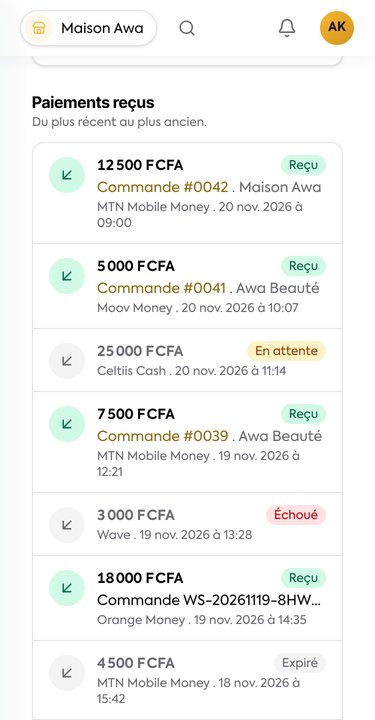 Maison Awa
AK
Paiements reçus
Du plus récent au plus ancien.
12 500 FCFA
Reçu
Commande #0042 . Maison Awa
MTN Mobile Money . 20 nov. 2026 à
09:00
5 000 FCFA
Reçu
Commande #0041 . Awa Beauté
Moov Money . 20 nov. 2026 à 10:07
25 000 FCFA
En attente
Celtiis Cash . 20 nov. 2026 à 11:14
7 500 FCFA
Reçu
Commande #0039 . Awa Beauté
MTN Mobile Money . 19 nov. 2026 à
12:21
3 000 FCFA
Échoué
Wave . 19 nov. 2026 à 13:28
18 000 FCFA
Reçu
Commande WS-20261119-8HW...
Orange Money . 19 nov. 2026 à 14:35
4 500 FCFA
Expiré
MTN Mobile Money . 18 nov. 2026 à
15:42